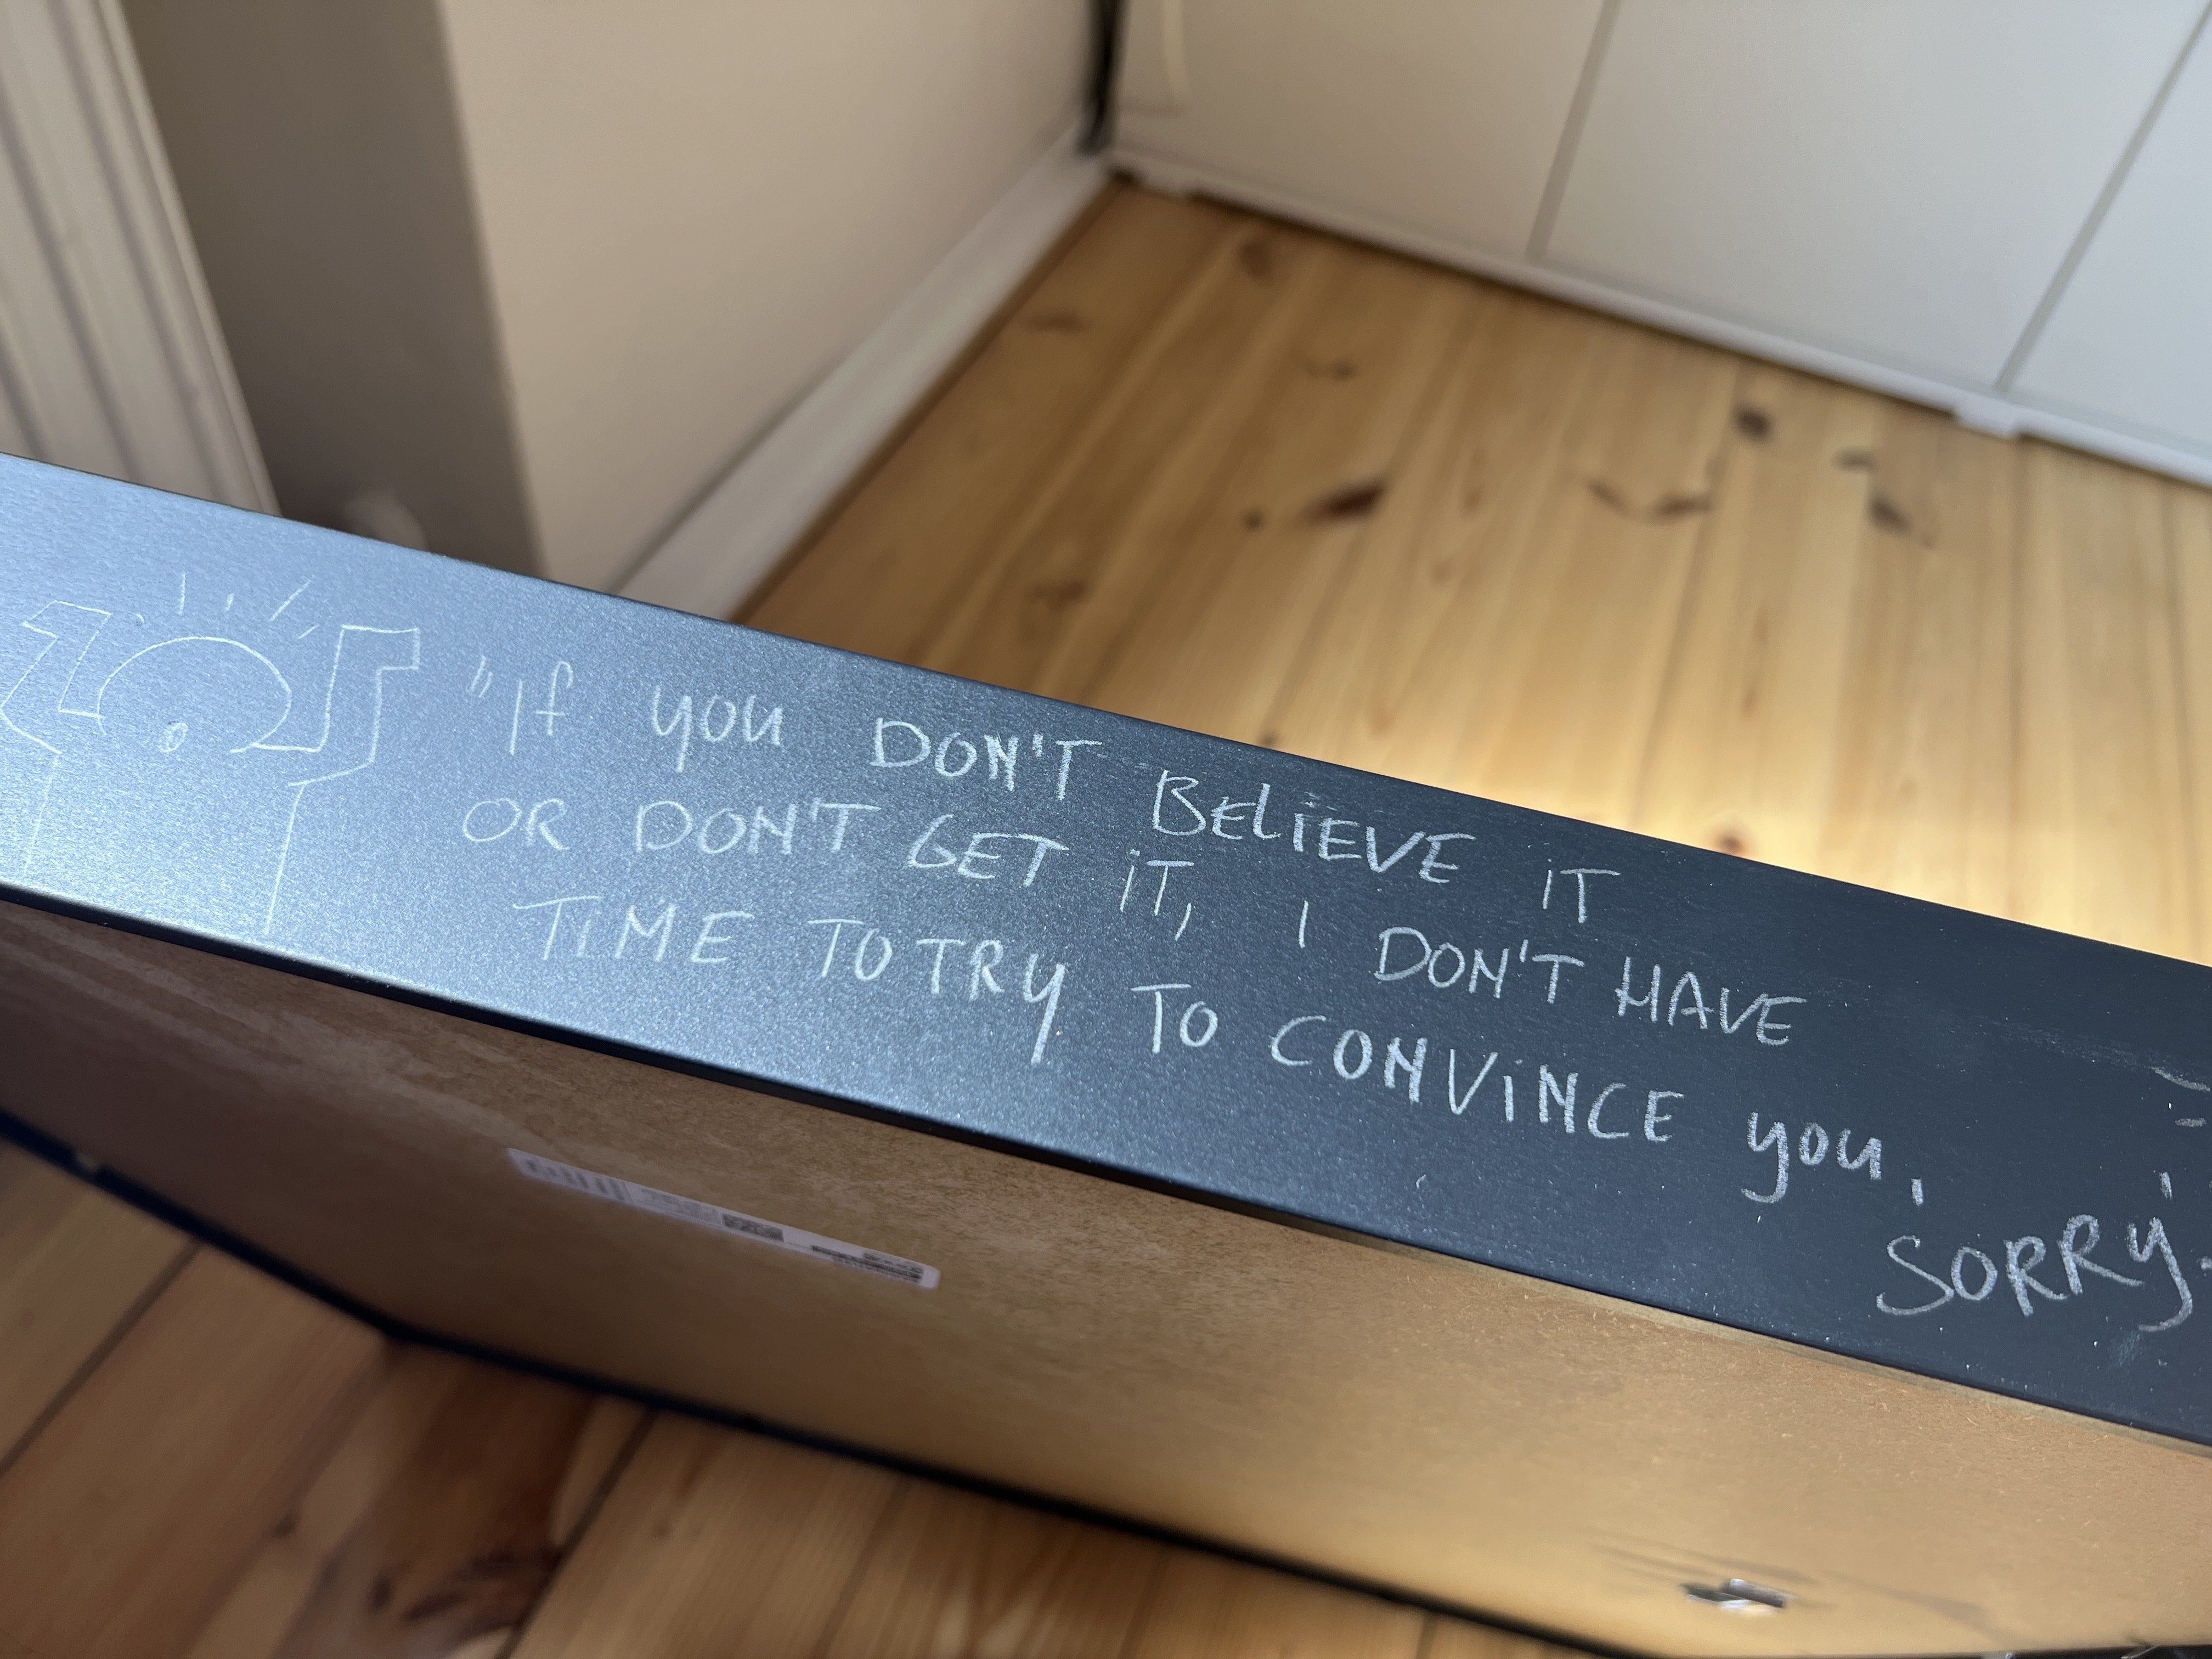 "If you DON'T BELIEVE IT
OR DON'T GET IT, I DON'T HAVE
TIME TO TRY TO CONVINCE you,
SORRY.